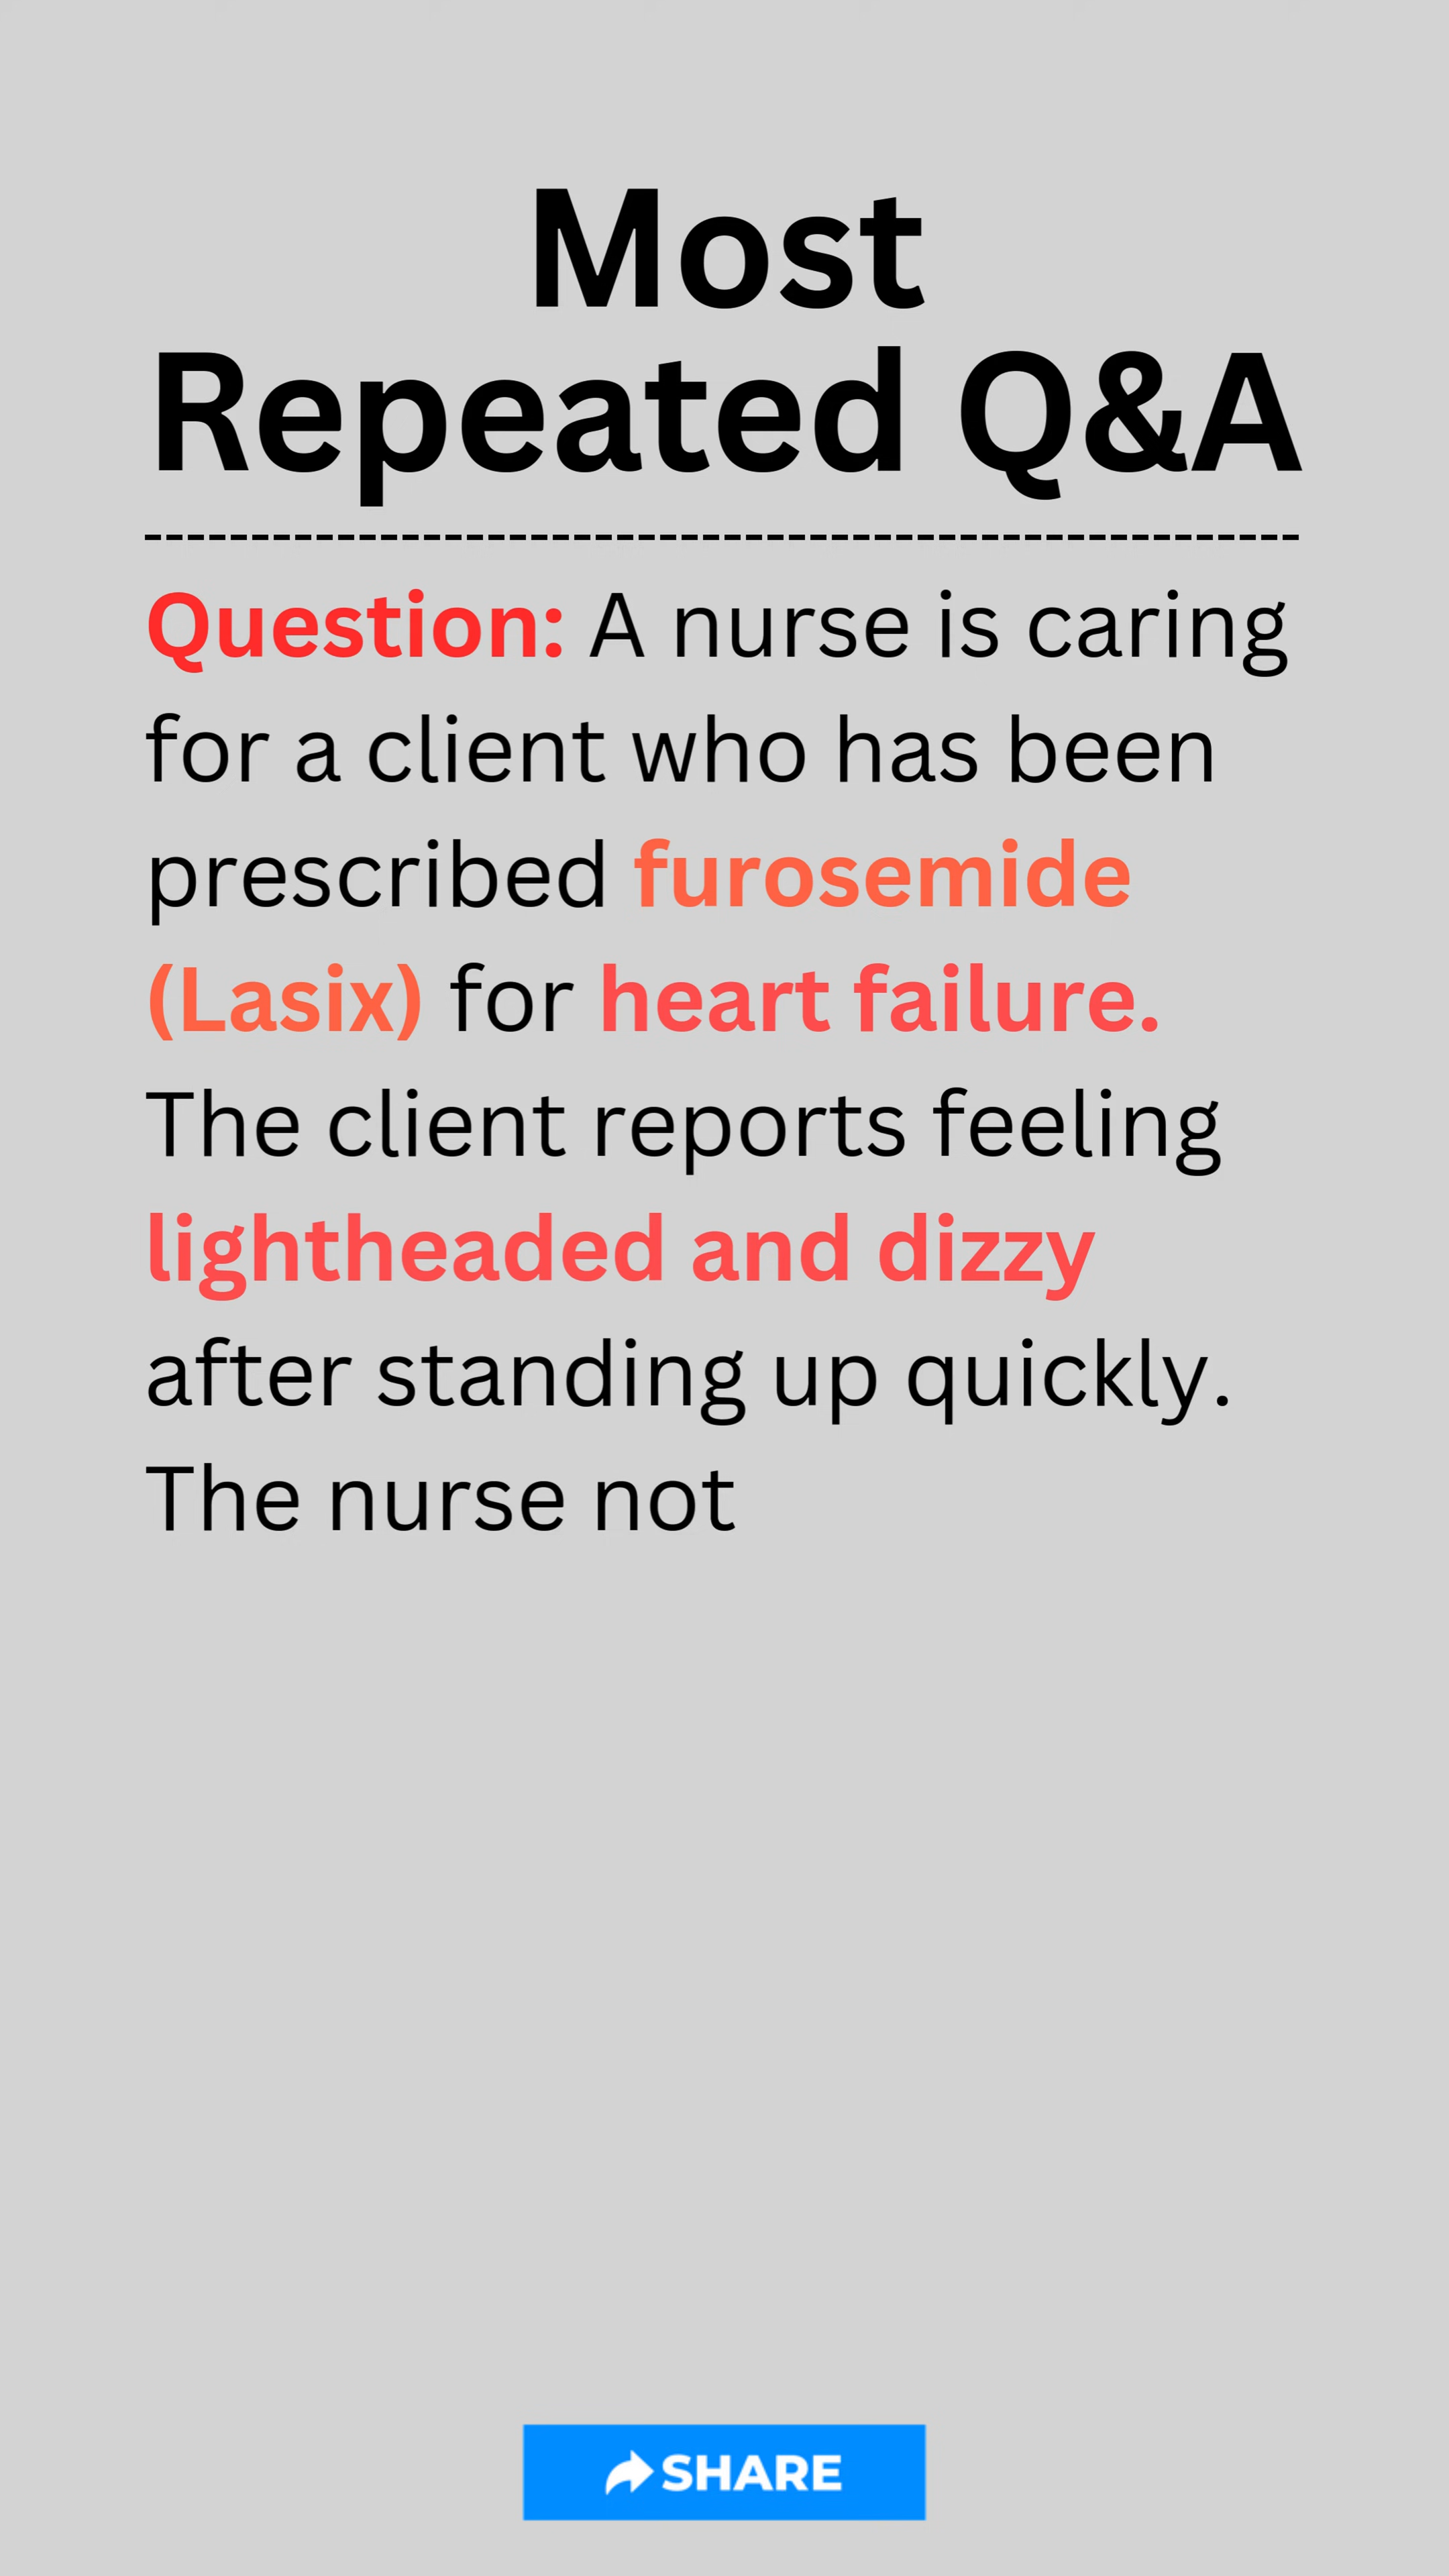 Most
Repeated Q&A
Question: A nurse is caring
for a client who has been
prescribed furosemide
(Lasix) for heart failure.
The client reports feeling
lightheaded and dizzy
after standing up quickly.
The nurse not
SHARE